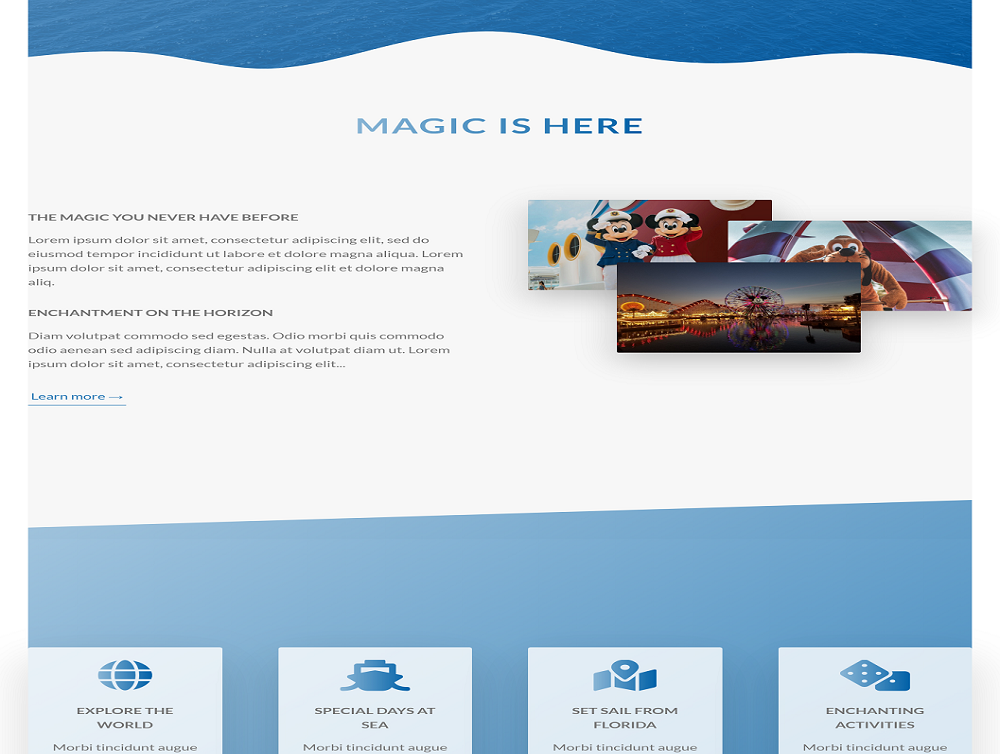 MAGIC IS HERE
THE MAGIC YOU NEVER HAVE BEFORE
Lorem ipsum dolor sit amet, consectetur adipiscing elit, sed do
eiusmod tempor incididunt ut labore et dolore magna aliqua. Lorem
ipsum dolor sit amet, consectetur adipiscing elit et dolore magna
aliq.
ENCHANTMENT ON THE HORIZON
Diam volutpat commodo sed egestas. Odio morbi quis commodo
odio aenean sed adipiscing diam. Nulla at volutpat diam ut. Lorem
ipsum dolor sit amet, consectetur adipiscing elit...
Learn more →
EXPLORE THE
WORLD
Morbi tincidunt augue
SPECIAL DAYS AT
SEA
Morbi tincidunt augue
SET SAIL FROM
FLORIDA
Morbi tincidunt augue
ENCHANTING
ACTIVITIES
Morbi tincidunt augue